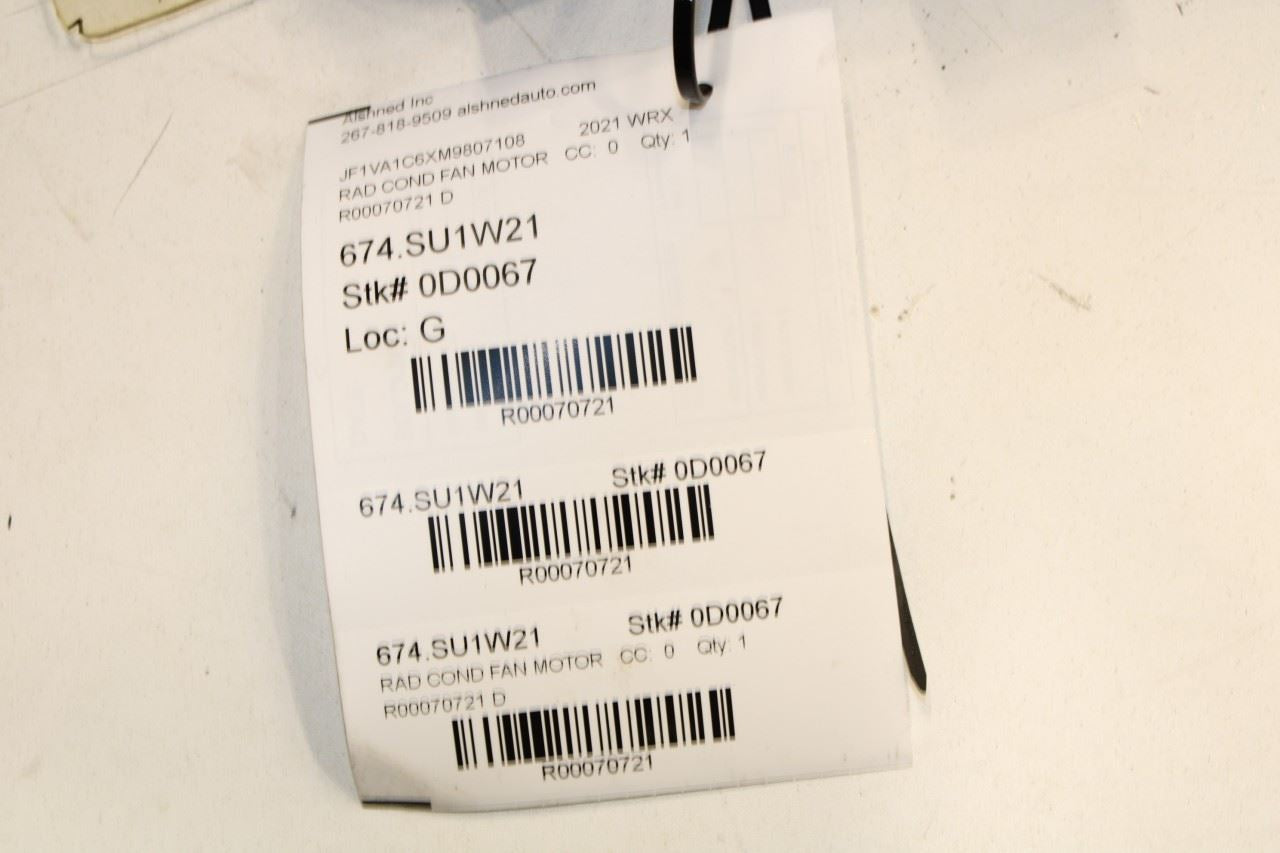 Alshned Inc
267-818-9509 alshnedauto.com
JF1VA1C6XM9807108 2021 WRX
RAD COND FAN MOTOR CC: 0 Qty: 1
R00070721 D
674.SU1W21
Stk# 0D0067
Loc: G
R00070721
674.SU1W21 Stk# 0D0067
R00070721
674.SU1W21 Stk# 0D0067
RAD COND FAN MOTOR CC: 0 Qty: 1
R00070721 D
R00070721